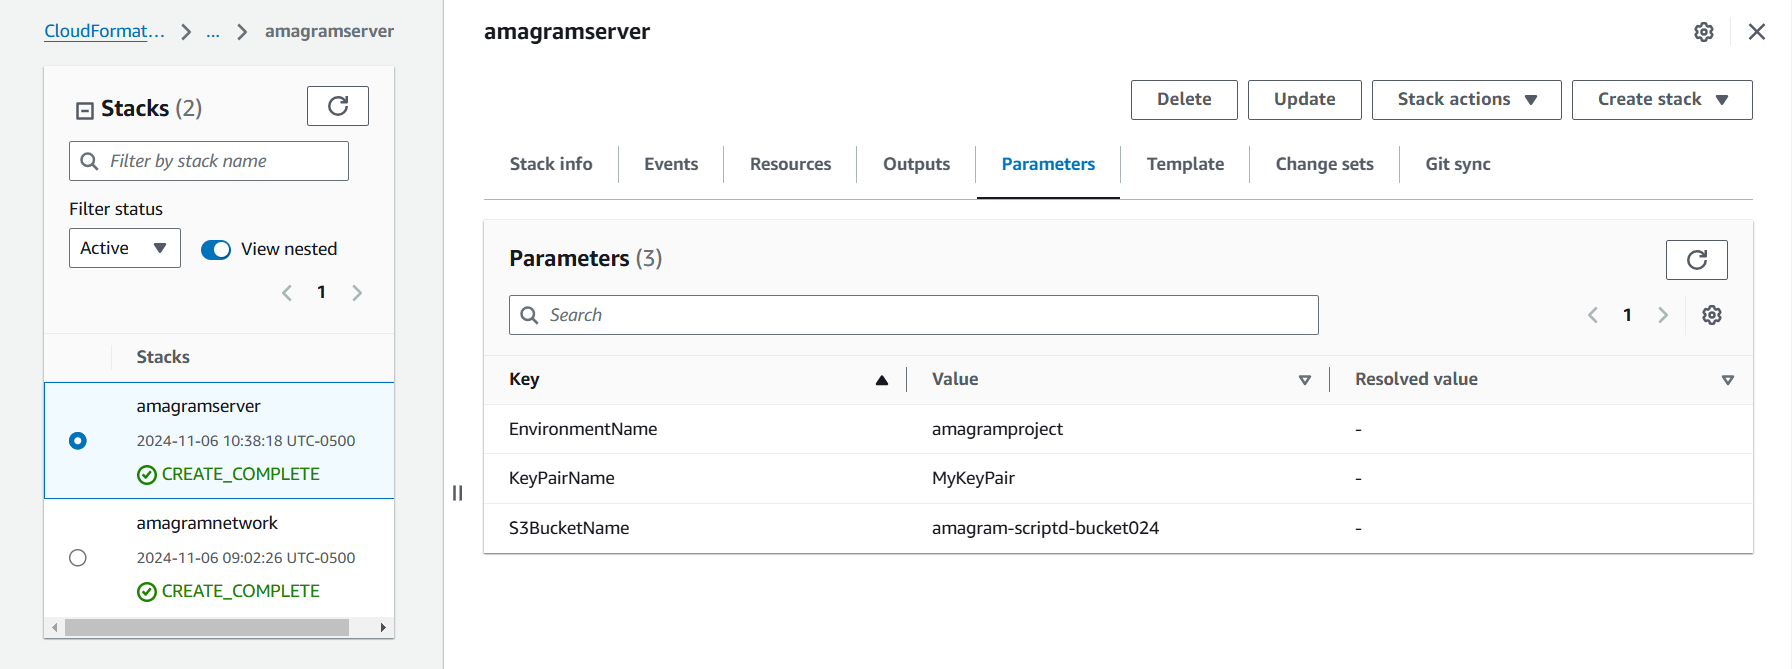 CloudFormat... > ... > amagramserver
Stacks (2)
Filter by stack name
Filter status
Active
View nested
1
Stacks
amagramserver
2024-11-06 10:38:18 UTC-0500
CREATE_COMPLETE
amagramnetwork
2024-11-06 09:02:26 UTC-0500
CREATE_COMPLETE
amagramserver
Delete Update Stack actions Create stack
Stack info Events Resources Outputs Parameters Template Change sets Git sync
Parameters (3)
Search
1
Key Value Resolved value
EnvironmentName amagramproject -
KeyPairName MyKeyPair -
S3BucketName amagram-scriptd-bucket024 -